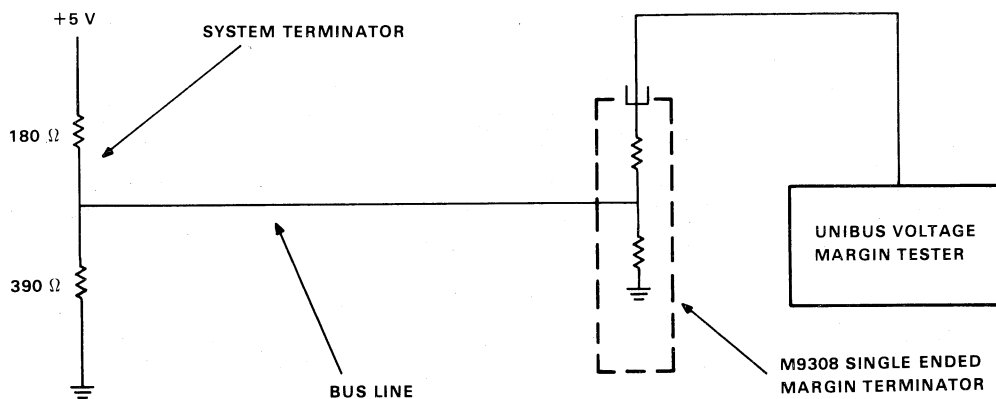 +5 V
SYSTEM TERMINATOR
180 Ω
390 Ω
BUS LINE
UNIBUS VOLTAGE
MARGIN TESTER
M9308 SINGLE ENDED
MARGIN TERMINATOR